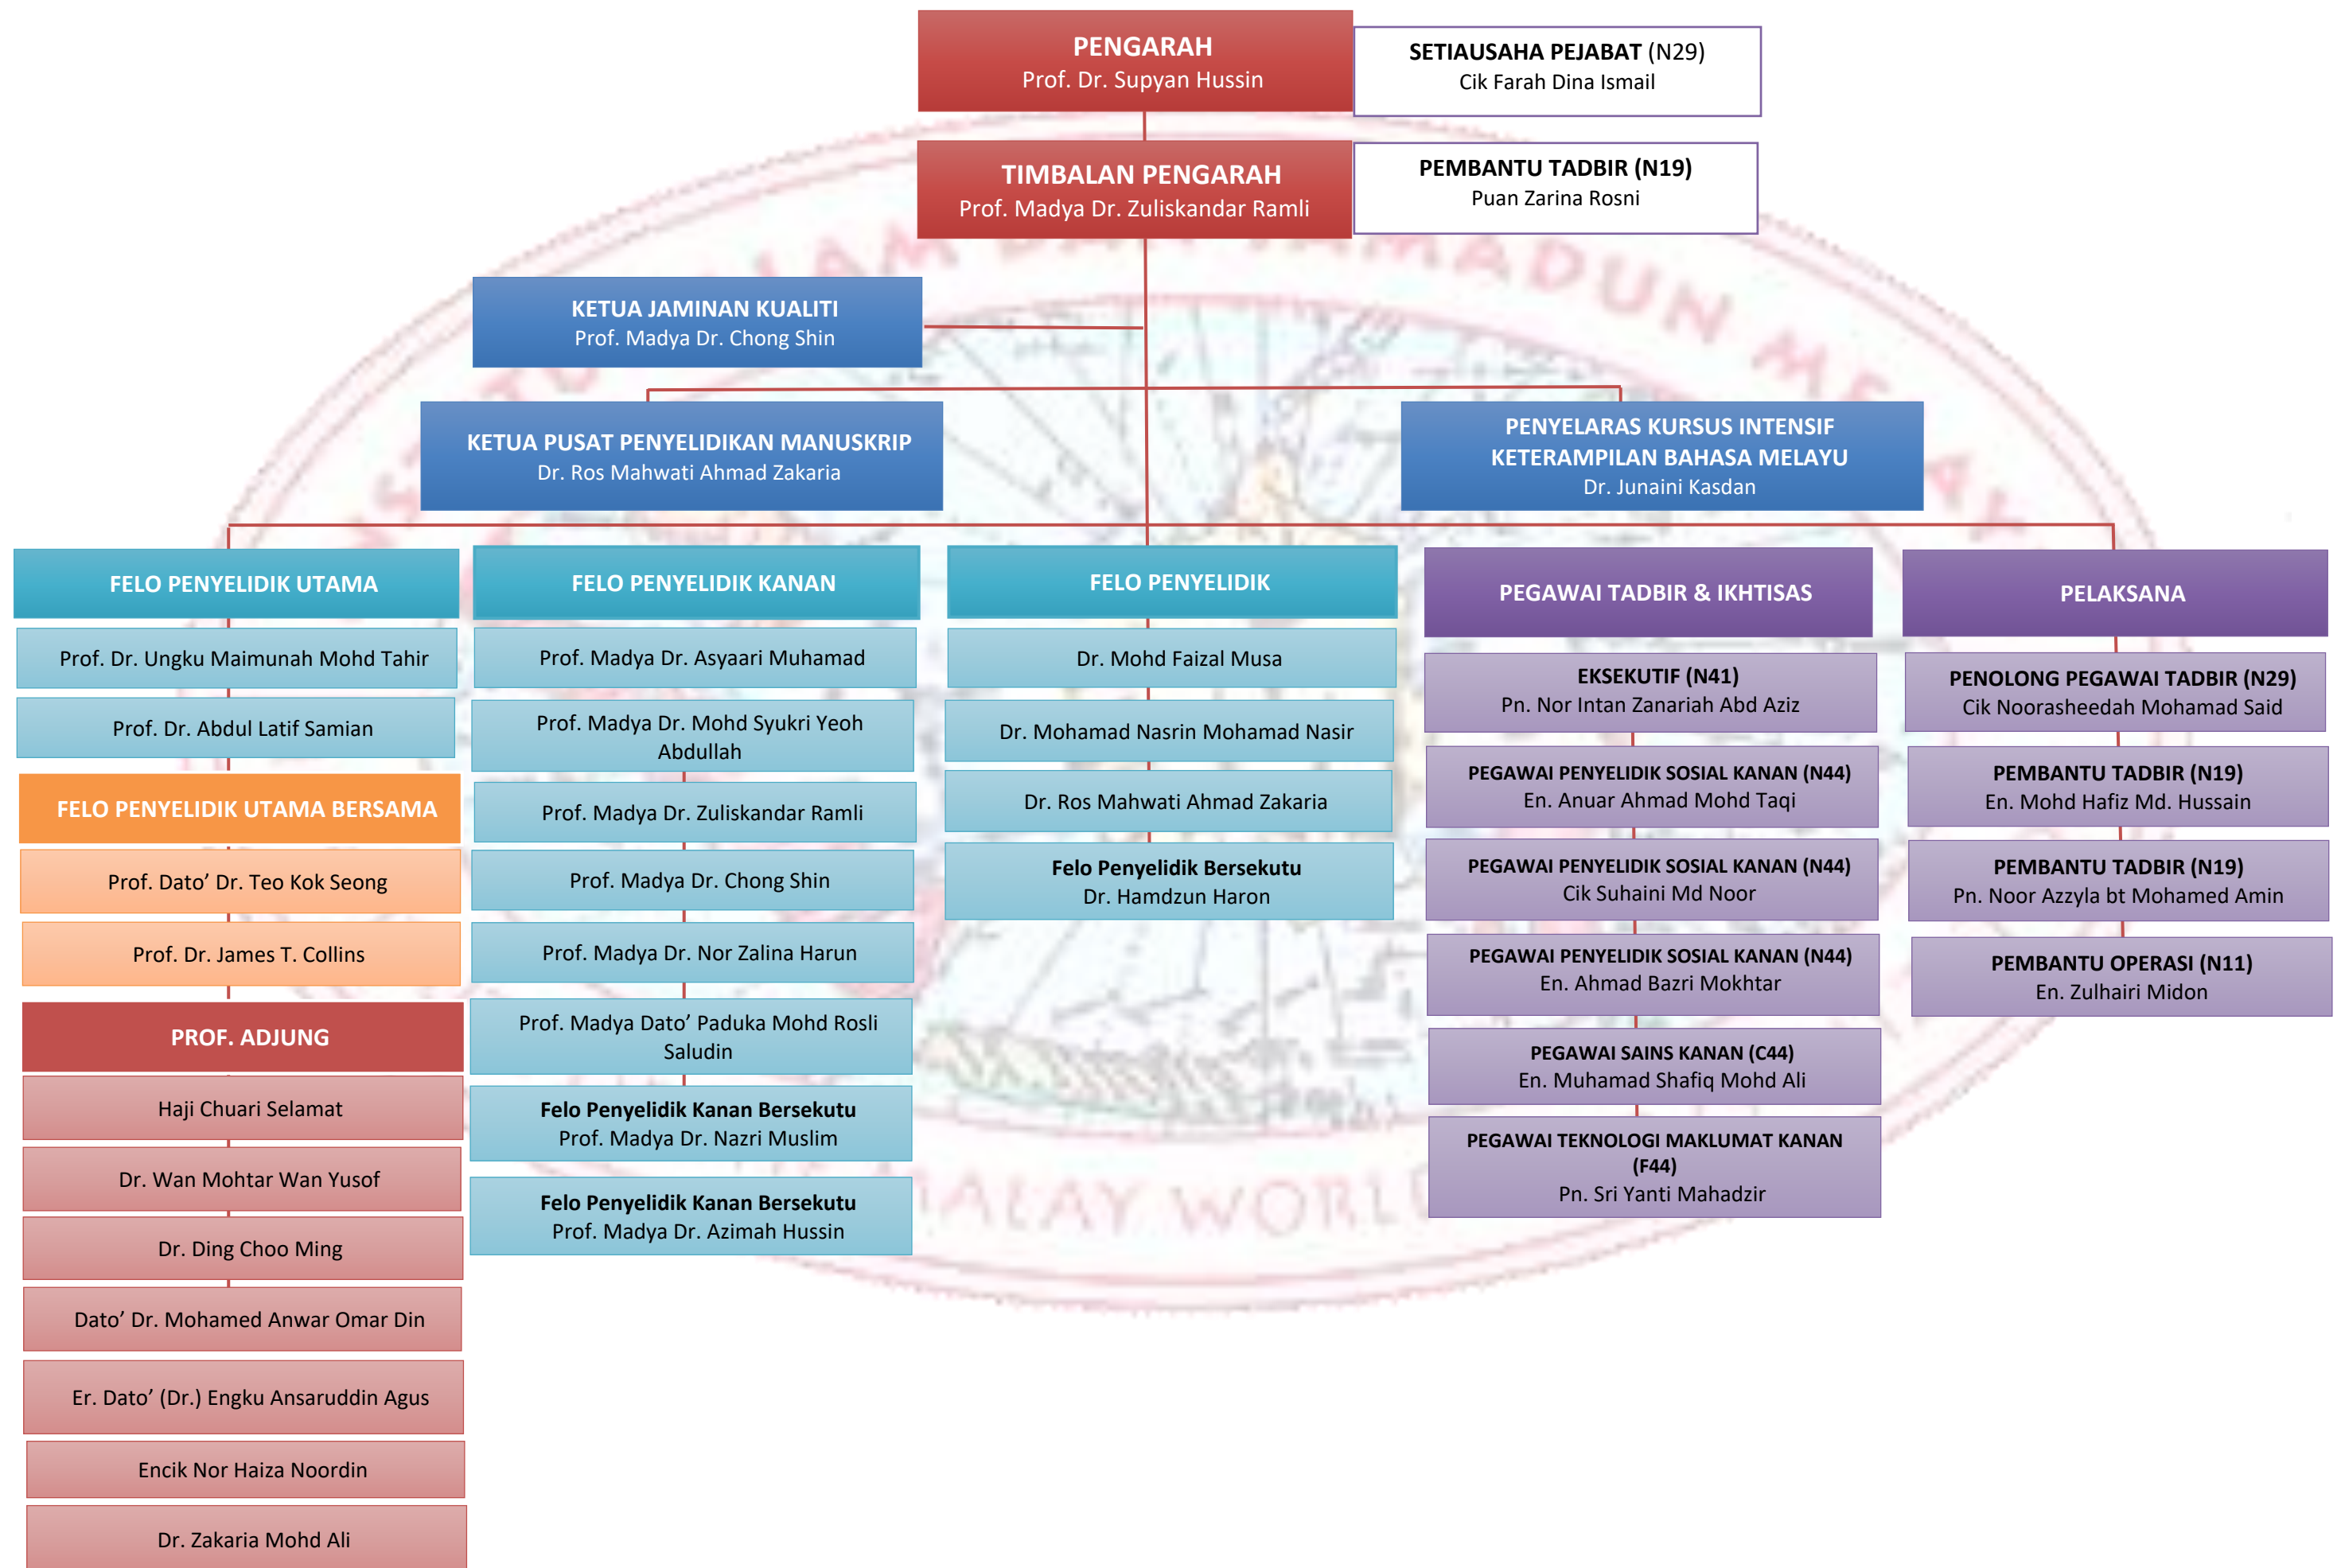 PENGARAH
Prof. Dr. Supyan Hussin
SETIAUSAHA PEJABAT (N29)
Cik Farah Dina Ismail
TIMBALAN PENGARAH
Prof. Madya Dr. Zuliskandar Ramli
PEMBANTU TADBIR (N19)
Puan Zarina Rosni
KETUA JAMINAN KUALITI
Prof. Madya Dr. Chong Shin
KETUA PUSAT PENYELIDIKAN MANUSKRIP
Dr. Ros Mahwati Ahmad Zakaria
PENYELARAS KURSUS INTENSIF
KETERAMPILAN BAHASA MELAYU
Dr. Junaini Kasdan
FELO PENYELIDIK UTAMA
Prof. Dr. Ungku Maimunah Mohd Tahir
Prof. Dr. Abdul Latif Samian
FELO PENYELIDIK UTAMA BERSAMA
Prof. Dato’ Dr. Teo Kok Seong
Prof. Dr. James T. Collins
PROF. ADJUNG
Haji Chuari Selamat
Dr. Wan Mohtar Wan Yusof
Dr. Ding Choo Ming
Dato’ Dr. Mohamed Anwar Omar Din
Er. Dato’ (Dr.) Engku Ansaruddin Agus
Encik Nor Haiza Noordin
Dr. Zakaria Mohd Ali
FELO PENYELIDIK KANAN
Prof. Madya Dr. Asyaari Muhamad
Prof. Madya Dr. Mohd Syukri Yeoh
Abdullah
Prof. Madya Dr. Zuliskandar Ramli
Prof. Madya Dr. Chong Shin
Prof. Madya Dr. Nor Zalina Harun
Prof. Madya Dato’ Paduka Mohd Rosli
Saludin
Felo Penyelidik Kanan Bersekutu
Prof. Madya Dr. Nazri Muslim
Felo Penyelidik Kanan Bersekutu
Prof. Madya Dr. Azimah Hussin
FELO PENYELIDIK
Dr. Mohd Faizal Musa
Dr. Mohamad Nasrin Mohamad Nasir
Dr. Ros Mahwati Ahmad Zakaria
Felo Penyelidik Bersekutu
Dr. Hamdzun Haron
PEGAWAI TADBIR & IKHTISAS
EKSEKUTIF (N41)
Pn. Nor Intan Zanariah Abd Aziz
PEGAWAI PENYELIDIK SOSIAL KANAN (N44)
En. Anuar Ahmad Mohd Taqi
PEGAWAI PENYELIDIK SOSIAL KANAN (N44)
Cik Suhaini Md Noor
PEGAWAI PENYELIDIK SOSIAL KANAN (N44)
En. Ahmad Bazri Mokhtar
PEGAWAI SAINS KANAN (C44)
En. Muhamad Shafiq Mohd Ali
PEGAWAI TEKNOLOGI MAKLUMAT KANAN
(F44)
Pn. Sri Yanti Mahadzir
PELAKSANA
PENOLONG PEGAWAI TADBIR (N29)
Cik Noorasheedah Mohamad Said
PEMBANTU TADBIR (N19)
En. Mohd Hafiz Md. Hussain
PEMBANTU TADBIR (N19)
Pn. Noor Azzyla bt Mohamed Amin
PEMBANTU OPERASI (N11)
En. Zulhairi Midon
TAMADUN
MALAY